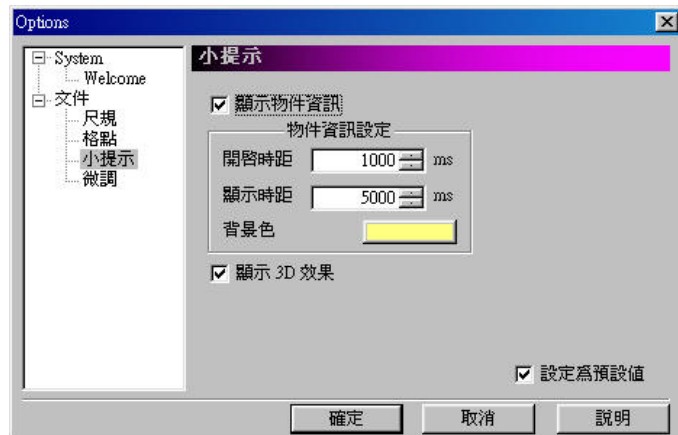 Options
System
Welcome
文件
尺規
格點
小提示
微調
小提示
顯示物件資訊
物件資訊設定
開啓時距 1000 ms
顯示時距 5000 ms
背景色
顯示 3D 效果
設定爲預設值
確定 取消 說明